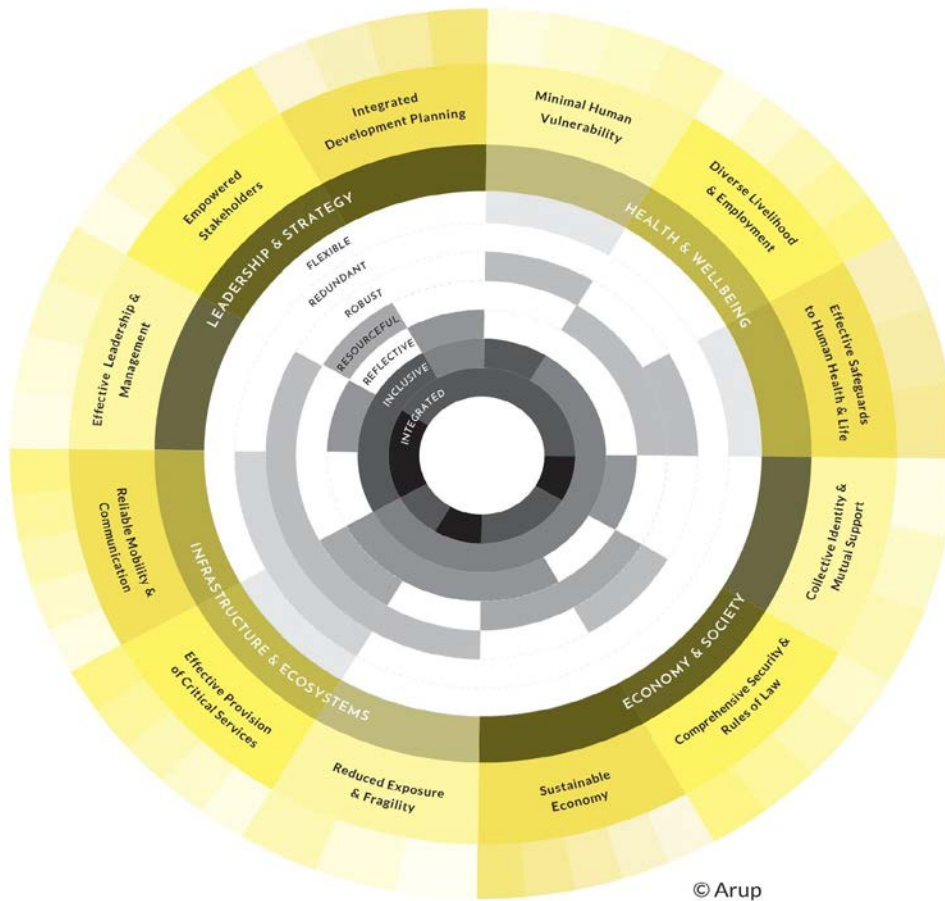 Integrated
Development Planning
Minimal Human
Vulnerability
Empowered
Stakeholders
Diverse Livelihood
& Employment
Effective Leadership &
Management
Effective Safeguards
to Human Health & Life
LEADERSHIP & STRATEGY
HEALTH & WELLBEING
FLEXIBLE
REDUNDANT
ROBUST
RESOURCEFUL
REFLECTIVE
INCLUSIVE
INTEGRATED
Reliable Mobility &
Communication
Collective Identity &
Mutual Support
INFRASTRUCTURE & ECOSYSTEMS
ECONOMY & SOCIETY
Effective Provision
of Critical Services
Comprehensive Security &
Rules of Law
Reduced Exposure
& Fragility
Sustainable
Economy
© Arup